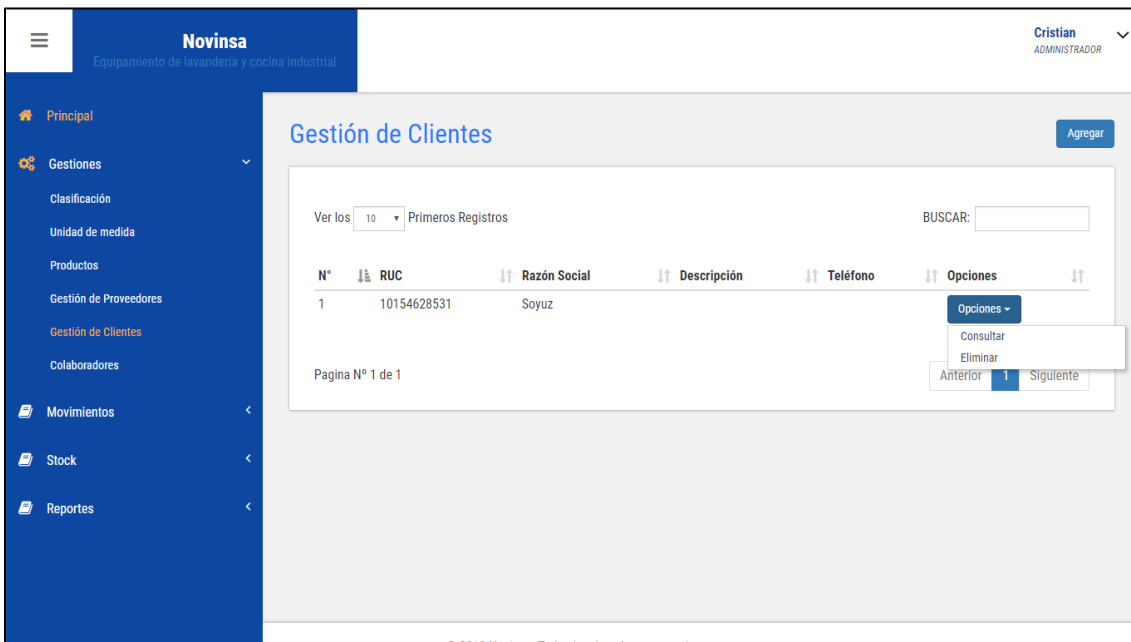 Novinsa
Equipamiento de lavanderia y cocina industrial
Cristian
ADMINISTRADOR
Principal
Gestiones
Clasificación
Unidad de medida
Productos
Gestión de Proveedores
Gestión de Clientes
Colaboradores
Movimientos
Stock
Reportes
Gestión de Clientes
Agregar
Ver los 10 Primeros Registros
BUSCAR:
N° RUC Razón Social Descripción Teléfono Opciones
1 10154628531 Soyuz Opciones
Consultar
Eliminar
Pagina Nº 1 de 1
Anterior 1 Siguiente